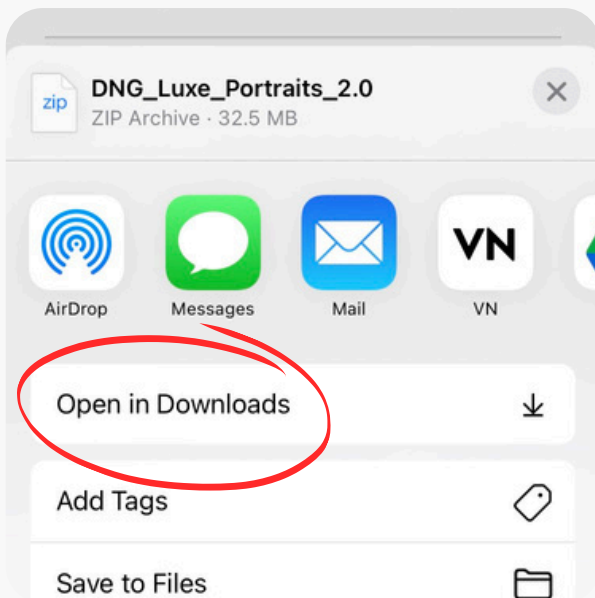 zip
DNG_Luxe_Portraits_2.0
ZIP Archive · 32.5 MB
VN
AirDrop
Messages
Mail
VN
Open in Downloads
Add Tags
Save to Files